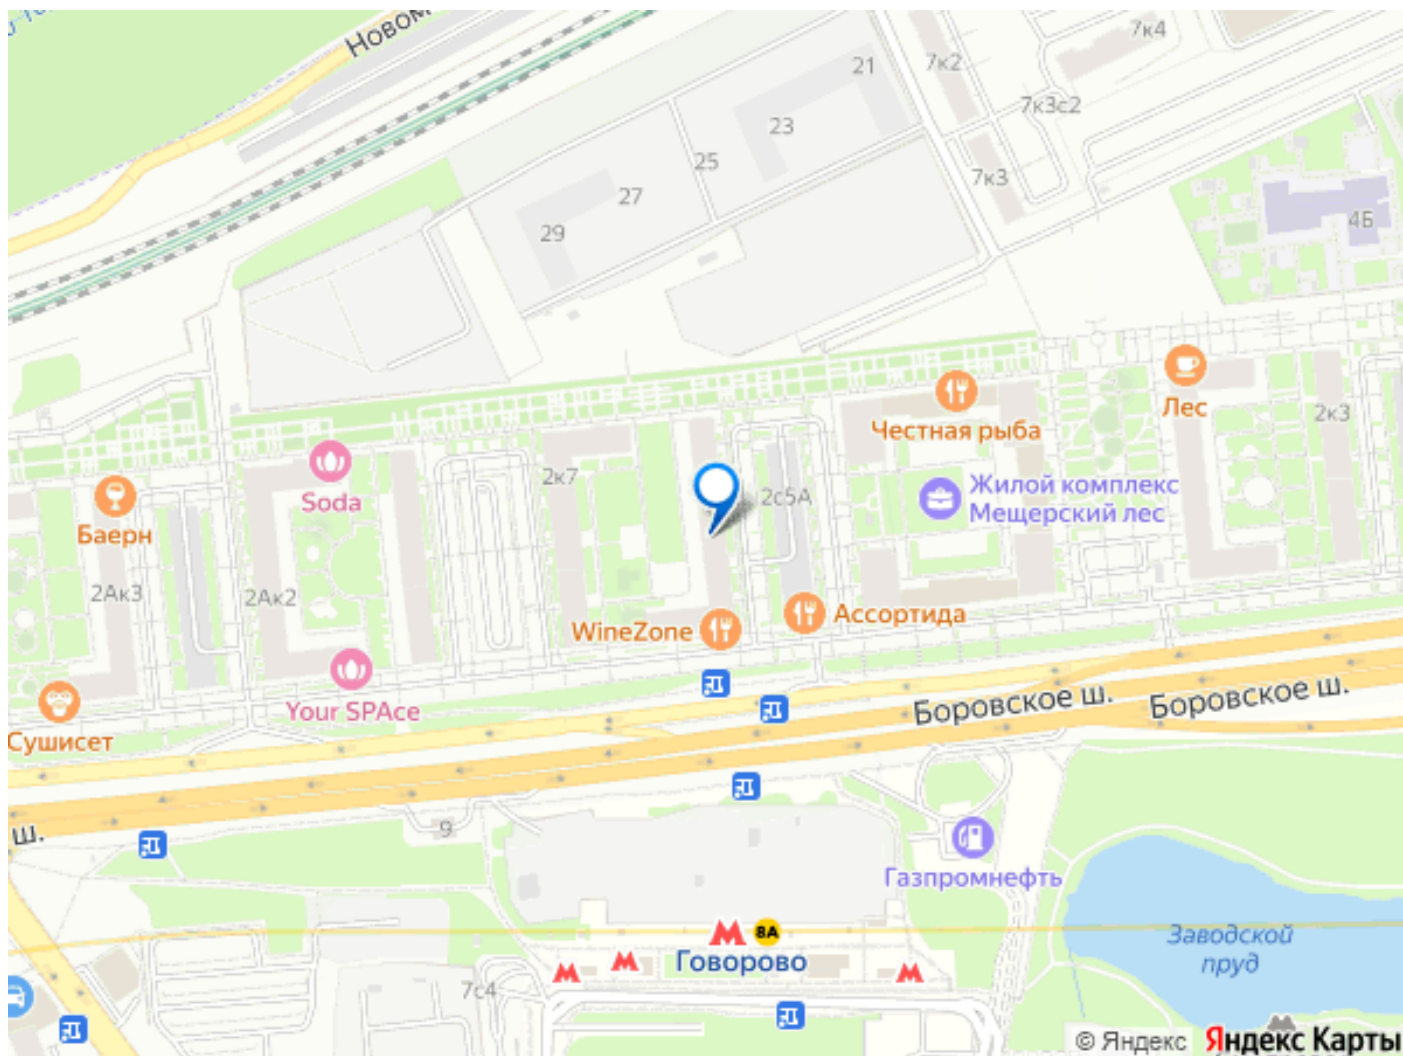 Новом
7к4
21
7к2
23
7к3с2
25
7к3
27
4Б
29
Лес
2к3
Честная рыба
2к7
Soda
2с5А
Жилой комплекс
Мещерский лес
Баерн
2Ак3
2Ак2
WineZone
Ассортида
Your SPAce
Боровское ш.
Боровское ш.
Сушисет
ш.
9
Газпромнефть
М
8А
Говорово
М
М
М
7с4
Заводской
пруд
© Яндекс
Яндекс Карты